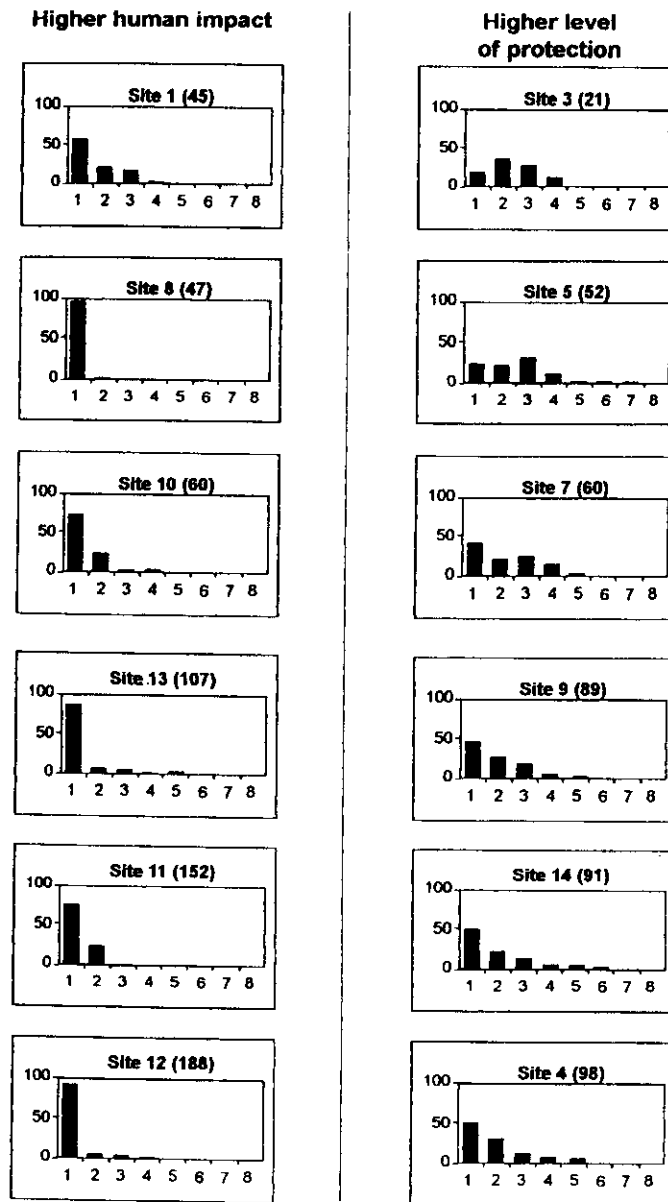 Higher human impact
Site 1 (45)
100
50
0
1 2 3 4 5 6 7 8
Site 8 (47)
100
50
0
1 2 3 4 5 6 7 8
Site 10 (60)
100
50
0
1 2 3 4 5 6 7 8
Site 13 (107)
100
50
0
1 2 3 4 5 6 7 8
Site 11 (152)
100
50
0
1 2 3 4 5 6 7 8
Site 12 (188)
100
50
0
1 2 3 4 5 6 7 8
Higher level
of protection
Site 3 (21)
100
50
0
1 2 3 4 5 6 7 8
Site 5 (52)
100
50
0
1 2 3 4 5 6 7 8
Site 7 (60)
100
50
0
1 2 3 4 5 6 7 8
Site 9 (89)
100
50
0
1 2 3 4 5 6 7 8
Site 14 (91)
100
50
0
1 2 3 4 5 6 7 8
Site 4 (98)
100
50
0
1 2 3 4 5 6 7 8